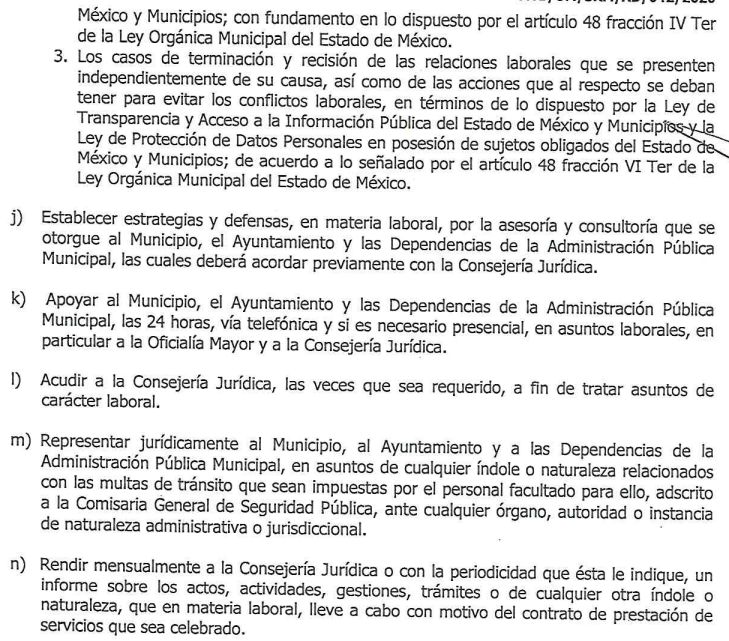 México y Municipios; con fundamento en lo dispuesto por el artículo 48 fracción IV Ter
de la Ley Orgánica Municipal del Estado de México.
3. Los casos de terminación y recisión de las relaciones laborales que se presenten
independientemente de su causa, así como de las acciones que al respecto se deban
tener para evitar los conflictos laborales, en términos de lo dispuesto por la Ley de
Transparencia y Acceso a la Información Pública del Estado de México y Municipios y la
Ley de Protección de Datos Personales en posesión de sujetos obligados del Estado de
México y Municipios; de acuerdo a lo señalado por el artículo 48 fracción VI Ter de la
Ley Orgánica Municipal del Estado de México.
j) Establecer estrategias y defensas, en materia laboral, por la asesoría y consultoría que se
otorgue al Municipio, el Ayuntamiento y las Dependencias de la Administración Pública
Municipal, las cuales deberá acordar previamente con la Consejería Jurídica.
k) Apoyar al Municipio, el Ayuntamiento y las Dependencias de la Administración Pública
Municipal, las 24 horas, vía telefónica y si es necesario presencial, en asuntos laborales, en
particular a la Oficialía Mayor y a la Consejería Jurídica.
l) Acudir a la Consejería Jurídica, las veces que sea requerido, a fin de tratar asuntos de
carácter laboral.
m) Representar jurídicamente al Municipio, al Ayuntamiento y a las Dependencias de la
Administración Pública Municipal, en asuntos de cualquier índole o naturaleza relacionados
con las multas de tránsito que sean impuestas por el personal facultado para ello, adscrito
a la Comisaria General de Seguridad Pública, ante cualquier órgano, autoridad o instancia
de naturaleza administrativa o jurisdiccional.
n) Rendir mensualmente a la Consejería Jurídica o con la periodicidad que ésta le indique, un
informe sobre los actos, actividades, gestiones, trámites o de cualquier otra índole o
naturaleza, que en materia laboral, lleve a cabo con motivo del contrato de prestación de
servicios que sea celebrado.